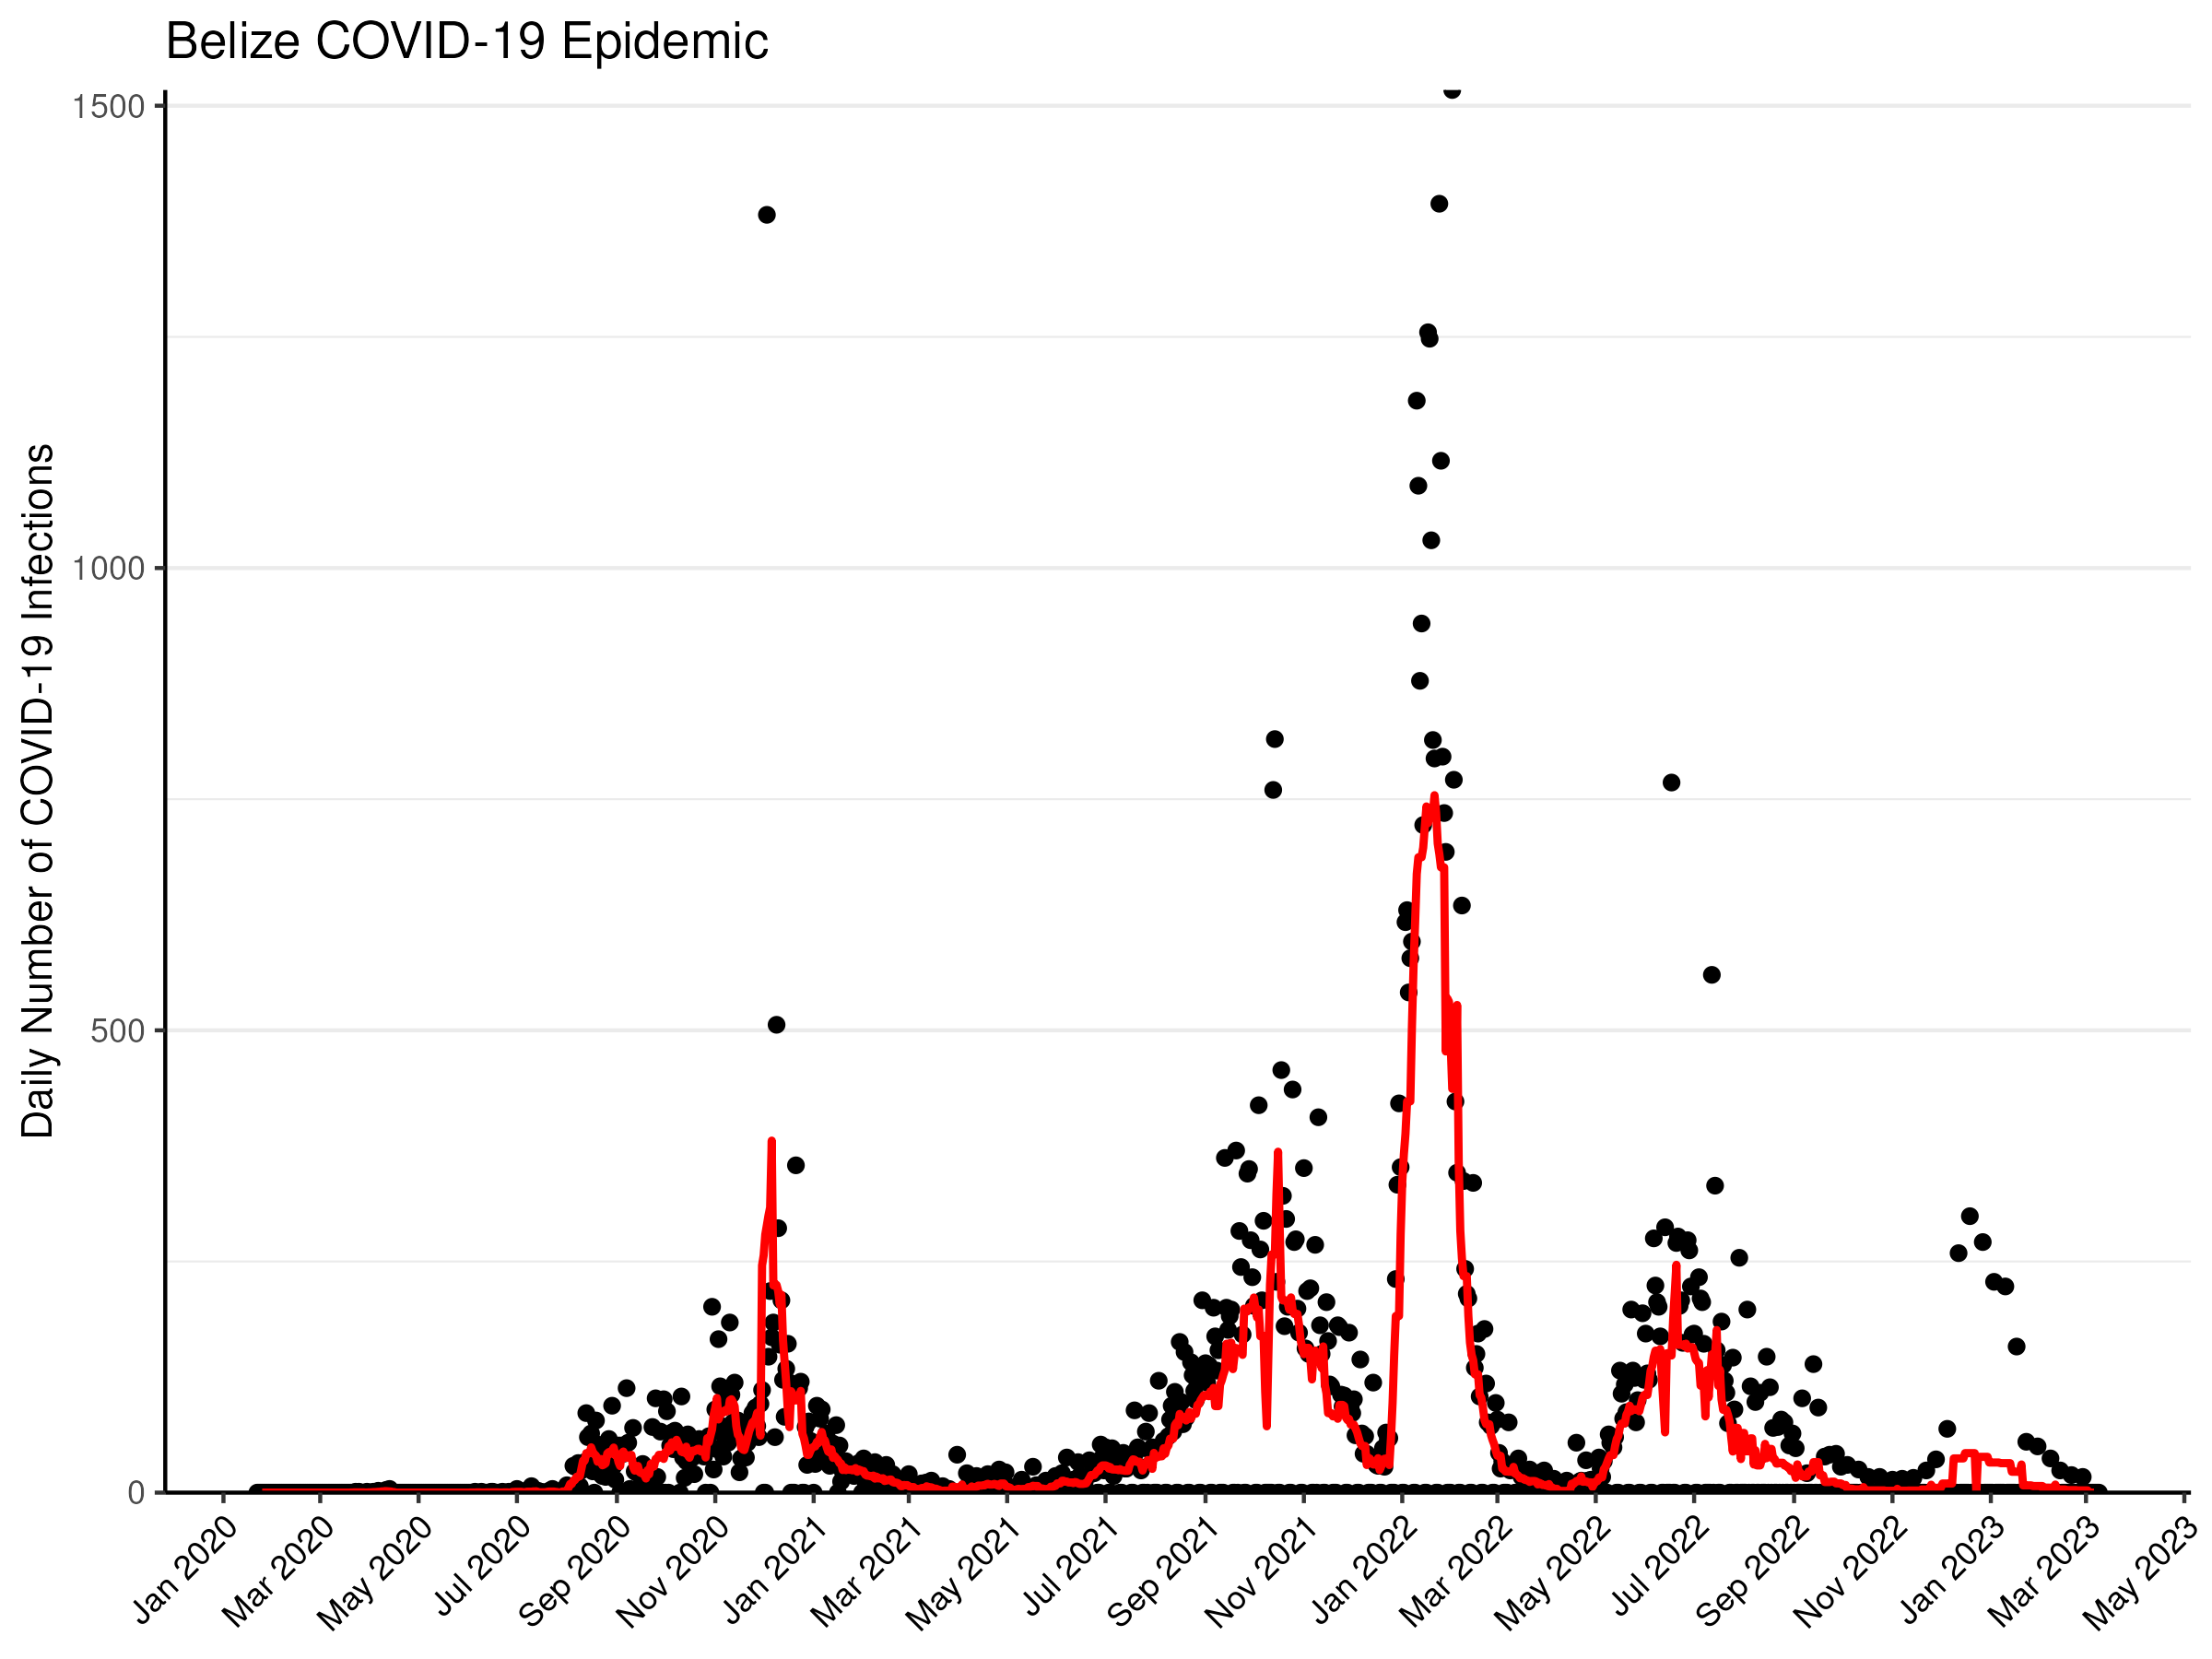 Belize COVID-19 Epidemic
Daily Number of COVID-19 Infections
1500
1000
500
0
Jan 2020
Mar 2020
May 2020
Jul 2020
Sep 2020
Nov 2020
Jan 2021
Mar 2021
May 2021
Jul 2021
Sep 2021
Nov 2021
Jan 2022
Mar 2022
May 2022
Jul 2022
Sep 2022
Nov 2022
Jan 2023
Mar 2023
May 2023